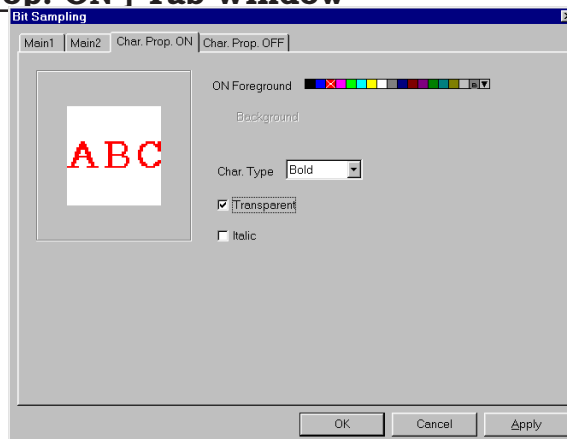 op. ON ] Tab Window
Bit Sampling
Main1 Main2 Char. Prop. ON Char. Prop. OFF
ON Foreground
B
Background
ABC
Char. Type Bold
Transparent
Italic
OK Cancel Apply